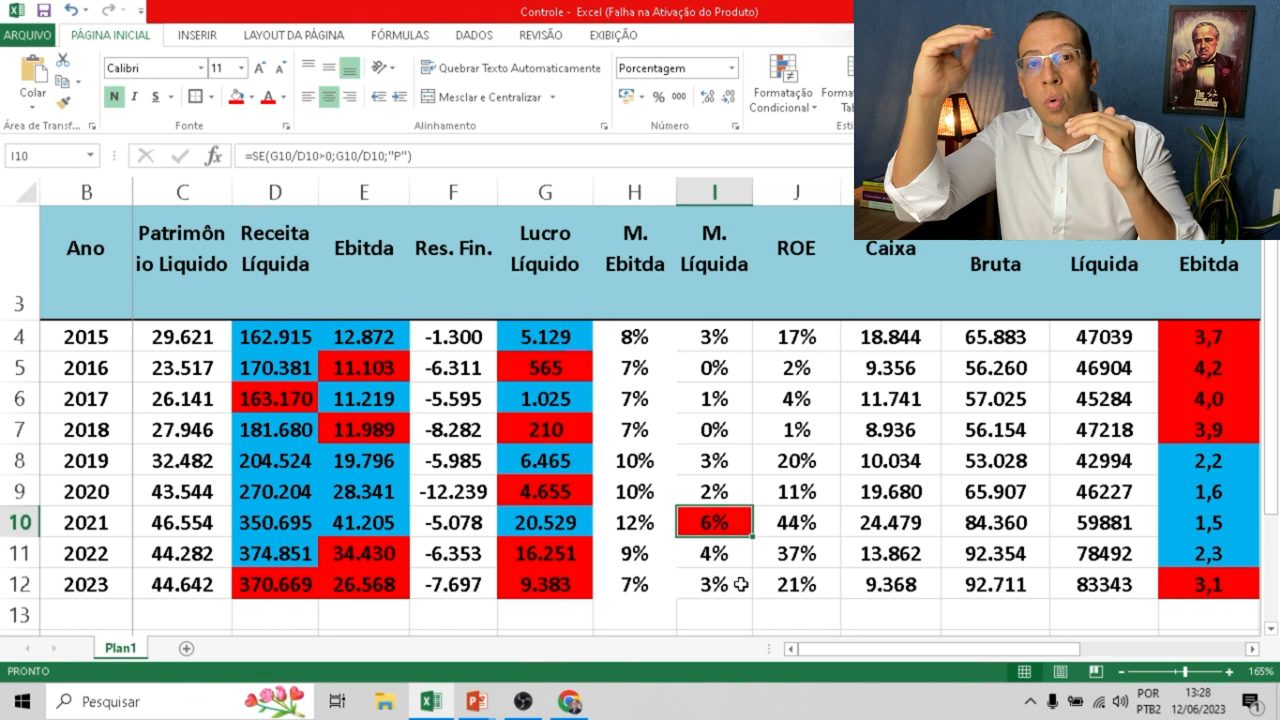 Controle - Excel (Falha na Ativação do Produto)
ARQUIVO PÁGINA INICIAL INSERIR LAYOUT DA PÁGINA FÓRMULAS DADOS REVISÃO EXIBIÇÃO
Calibri 11 Quebrar Texto Automaticamente Porcentagem
Colar N I S Mesclar e Centralizar % 000 Formatação
Condicional
Área de Transf... Fonte Alinhamento Número
I10 fx =SE(G10/D10>0;G10/D10;"P")
B C D E F G H I J
Ano Patrimôn Receita Ebitda Res. Fin. Lucro M. M. ROE Caixa
io Liquido Líquida Líquido Ebitda Líquida Bruta Líquida Ebitda
3
4 2015 29.621 162.915 12.872 -1.300 5.129 8% 3% 17% 18.844 65.883 47039 3,7
5 2016 23.517 170.381 11.103 -6.311 565 7% 0% 2% 9.356 56.260 46904 4,2
6 2017 26.141 163.170 11.219 -5.595 1.025 7% 1% 4% 11.741 57.025 45284 4,0
7 2018 27.946 181.680 11.989 -8.282 210 7% 0% 1% 8.936 56.154 47218 3,9
8 2019 32.482 204.524 19.796 -5.985 6.465 10% 3% 20% 10.034 53.028 42994 2,2
9 2020 43.544 270.204 28.341 -12.239 4.655 10% 2% 11% 19.680 65.907 46227 1,6
10 2021 46.554 350.695 41.205 -5.078 20.529 12% 6% 44% 24.479 84.360 59881 1,5
11 2022 44.282 374.851 34.430 -6.353 16.251 9% 4% 37% 13.862 92.354 78492 2,3
12 2023 44.642 370.669 26.568 -7.697 9.383 7% 3% 21% 9.368 92.711 83343 3,1
13
Plan1
PRONTO 165%
Pesquisar POR 13:28
PTB2 12/06/2023